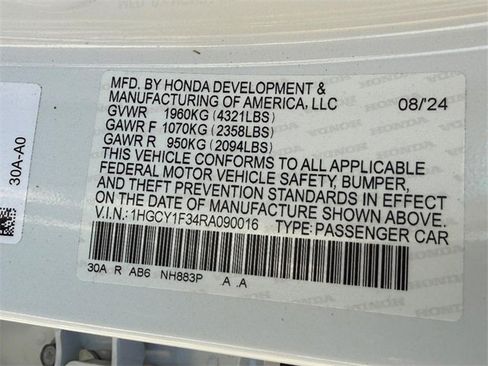 MFD. BY HONDA DEVELOPMENT &
MANUFACTURING OF AMERICA, LLC 08/24
GVWR 1960KG (4321LBS)
GAWR F 1070KG (2358LBS)
GAWR R 950KG (2094LBS)
THIS VEHICLE CONFORMS TO ALL APPLICABLE
FEDERAL MOTOR VEHICLE SAFETY, BUMPER,
AND THEFT PREVENTION STANDARDS IN EFFECT
ON THE DATE OF MANUFACTURE SHOWN ABOVE.
V.I.N.: 1HGCY1F34RA090016 TYPE: PASSENGER CAR
30A R AB6 NH883P A .A
30A-A0